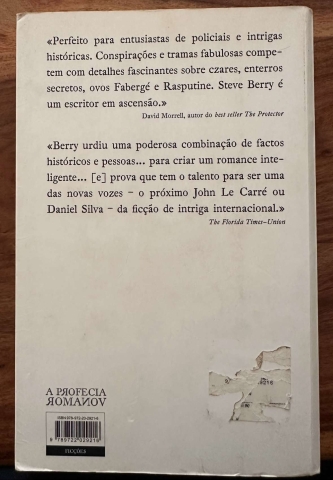 «Perfeito para entusiastas de policiais e intrigas
históricas. Conspirações e tramas fabulosas compe-
tem com detalhes fascinantes sobre czares, enterros
secretos, ovos Fabergé e Rasputine. Steve Berry é
um escritor em ascensão.»
David Morrell, autor do best seller The Protector
«Berry urdiu uma poderosa combinação de factos
históricos e pessoas... para criar um romance inte-
ligente... [e] prova que tem o talento para ser uma
das novas vozes – o próximo John Le Carré ou
Daniel Silva – da ficção de intriga internacional.»
The Florida Times–Union
A PROFECIA
ROMANOV
9 789722 029216
FICÇÕES